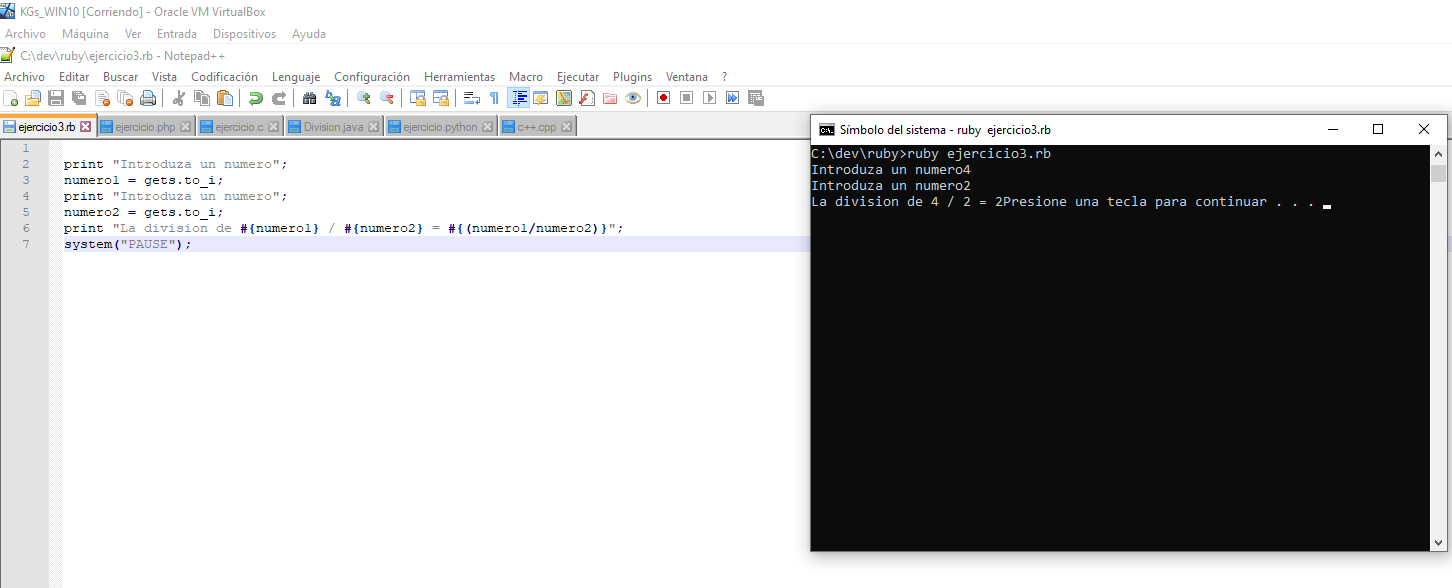 KGs_WIN10 [Corriendo] - Oracle VM VirtualBox
Archivo Máquina Ver Entrada Dispositivos Ayuda
C:\dev\ruby\ejercicio3.rb - Notepad++
Archivo Editar Buscar Vista Codificación Lenguaje Configuración Herramientas Macro Ejecutar Plugins Ventana ?
ejercicio3.rb ejercicio.php ejercicio.c Division.java ejercicio.python c++.cpp
1
2 print "Introduza un numero";
3 numero1 = gets.to_i;
4 print "Introduza un numero";
5 numero2 = gets.to_i;
6 print "La division de #{numero1} / #{numero2} = #{(numero1/numero2)}";
7 system("PAUSE");
Símbolo del sistema - ruby ejercicio3.rb
C:\dev\ruby>ruby ejercicio3.rb
Introduza un numero4
Introduza un numero2
La division de 4 / 2 = 2Presione una tecla para continuar . . .